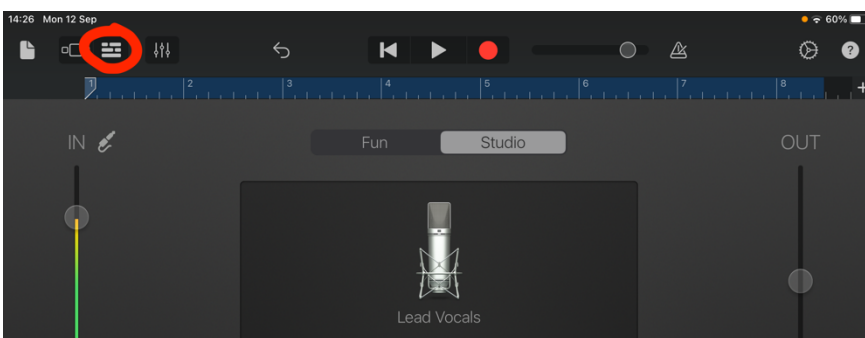 14:26 Mon 12 Sep 60%
?
1 2 3 4 5 6 7 8 +
IN Fun Studio OUT
Lead Vocals